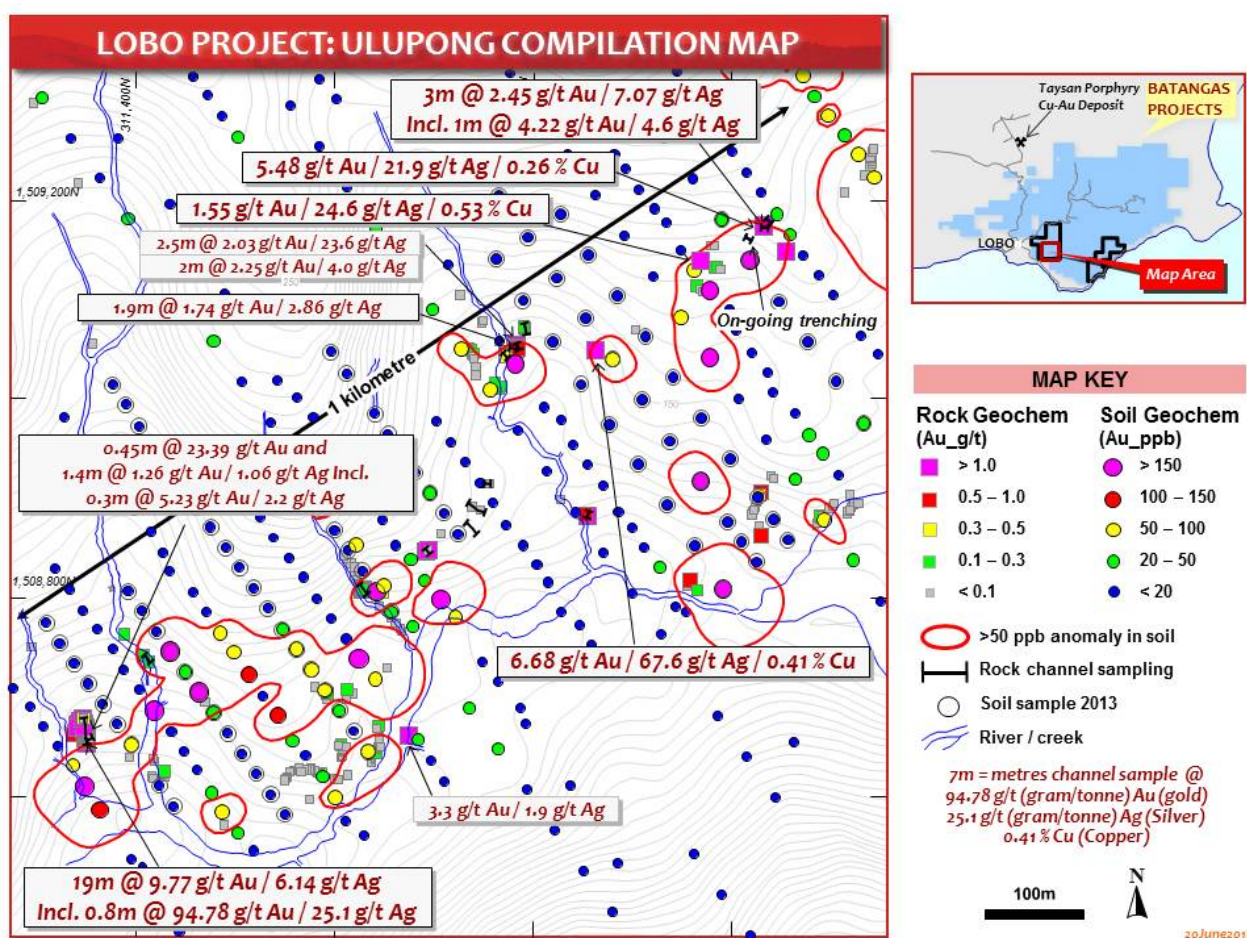 LOBO PROJECT: ULUPONG COMPILATION MAP
311,400N
3m @ 2.45 g/t Au / 7.07 g/t Ag
Incl. 1m @ 4.22 g/t Au / 4.6 g/t Ag
5.48 g/t Au / 21.9 g/t Ag / 0.26 % Cu
1,509,200N
1.55 g/t Au / 24.6 g/t Ag / 0.53 % Cu
2.5m @ 2.03 g/t Au / 23.6 g/t Ag
2m @ 2.25 g/t Au / 4.0 g/t Ag
250
1.9m @ 1.74 g/t Au / 2.86 g/t Ag
On-going trenching
1 kilometre
150
0.45m @ 23.39 g/t Au and
1.4m @ 1.26 g/t Au / 1.06 g/t Ag Incl.
0.3m @ 5.23 g/t Au / 2.2 g/t Ag
1,508,800N
6.68 g/t Au / 67.6 g/t Ag / 0.41 % Cu
3.3 g/t Au / 1.9 g/t Ag
19m @ 9.77 g/t Au / 6.14 g/t Ag
Incl. 0.8m @ 94.78 g/t Au / 25.1 g/t Ag
Taysan Porphyry
Cu-Au Deposit
BATANGAS
PROJECTS
LOBO
Map Area
MAP KEY
Rock Geochem
(Au_g/t)
> 1.0
0.5 – 1.0
0.3 – 0.5
0.1 – 0.3
< 0.1
Soil Geochem
(Au_ppb)
> 150
100 – 150
50 – 100
20 – 50
< 20
>50 ppb anomaly in soil
Rock channel sampling
Soil sample 2013
River / creek
7m = metres channel sample @
94.78 g/t (gram/tonne) Au (gold)
25.1 g/t (gram/tonne) Ag (Silver)
0.41 % Cu (Copper)
100m
N
20June201